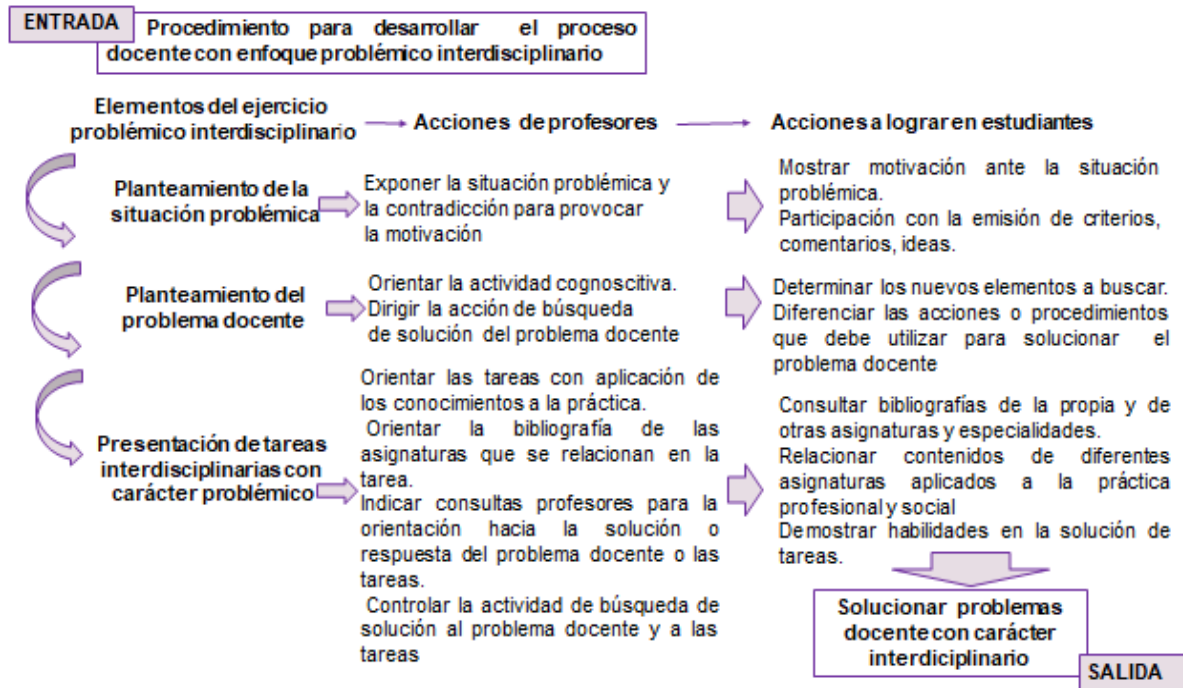 ENTRADA
Procedimiento para desarrollar el proceso
docente con enfoque problémico interdisciplinario
Elementos del ejercicio
problémico interdisciplinario
Acciones de profesores
Acciones a lograr en estudiantes
Planteamiento de la
situación problémica
Exponer la situación problémica y
la contradicción para provocar
la motivación
Mostrar motivación ante la situación
problémica.
Participación con la emisión de criterios,
comentarios, ideas.
Planteamiento del
problema docente
Orientar la actividad cognoscitiva.
Dirigir la acción de búsqueda
de solución del problema docente
Determinar los nuevos elementos a buscar.
Diferenciar las acciones o procedimientos
que debe utilizar para solucionar el
problema docente
Presentación de tareas
interdisciplinarias con
carácter problémico
Orientar las tareas con aplicación de
los conocimientos a la práctica.
Orientar la bibliografía de las
asignaturas que se relacionan en la
tarea.
Indicar consultas profesores para la
orientación hacia la solución o
respuesta del problema docente o las
tareas.
Controlar la actividad de búsqueda de
solución al problema docente y a las
tareas
Consultar bibliografías de la propia y de
otras asignaturas y especialidades.
Relacionar contenidos de diferentes
asignaturas aplicados a la práctica
profesional y social
Demostrar habilidades en la solución de
tareas.
Solucionar problemas
docente con carácter
interdiciplinario
SALIDA